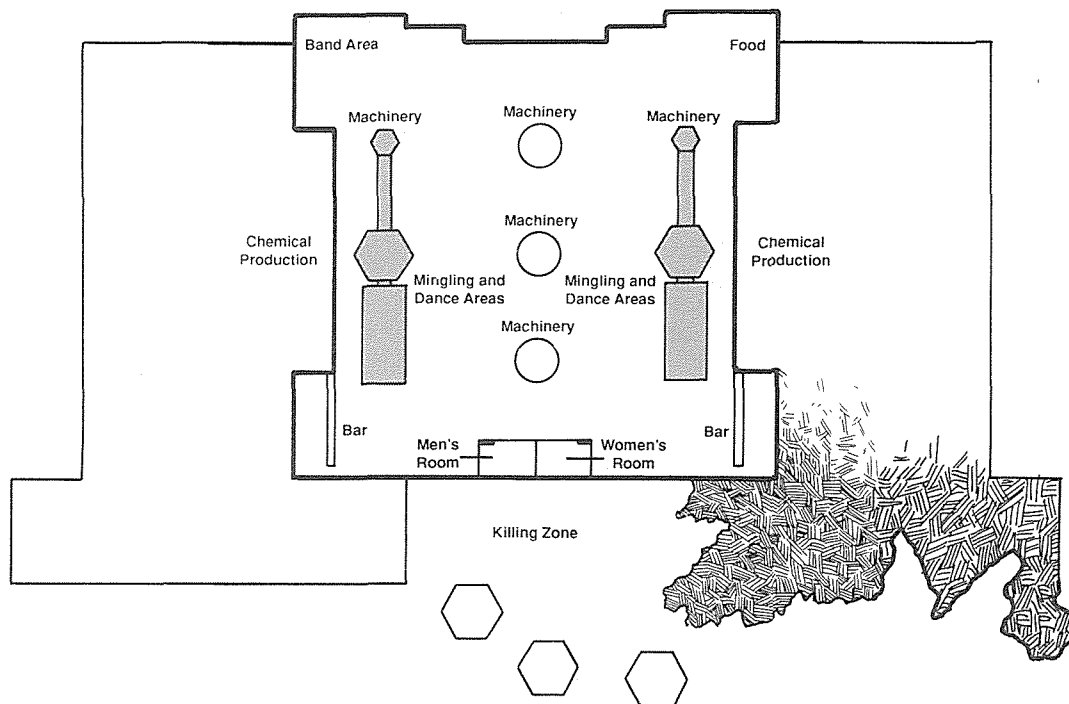 Band Area
Food
Machinery
Machinery
Machinery
Machinery
Chemical
Production
Chemical
Production
Mingling and
Dance Areas
Mingling and
Dance Areas
Machinery
Bar
Men's
Room
Women's
Room
Bar
Killing Zone